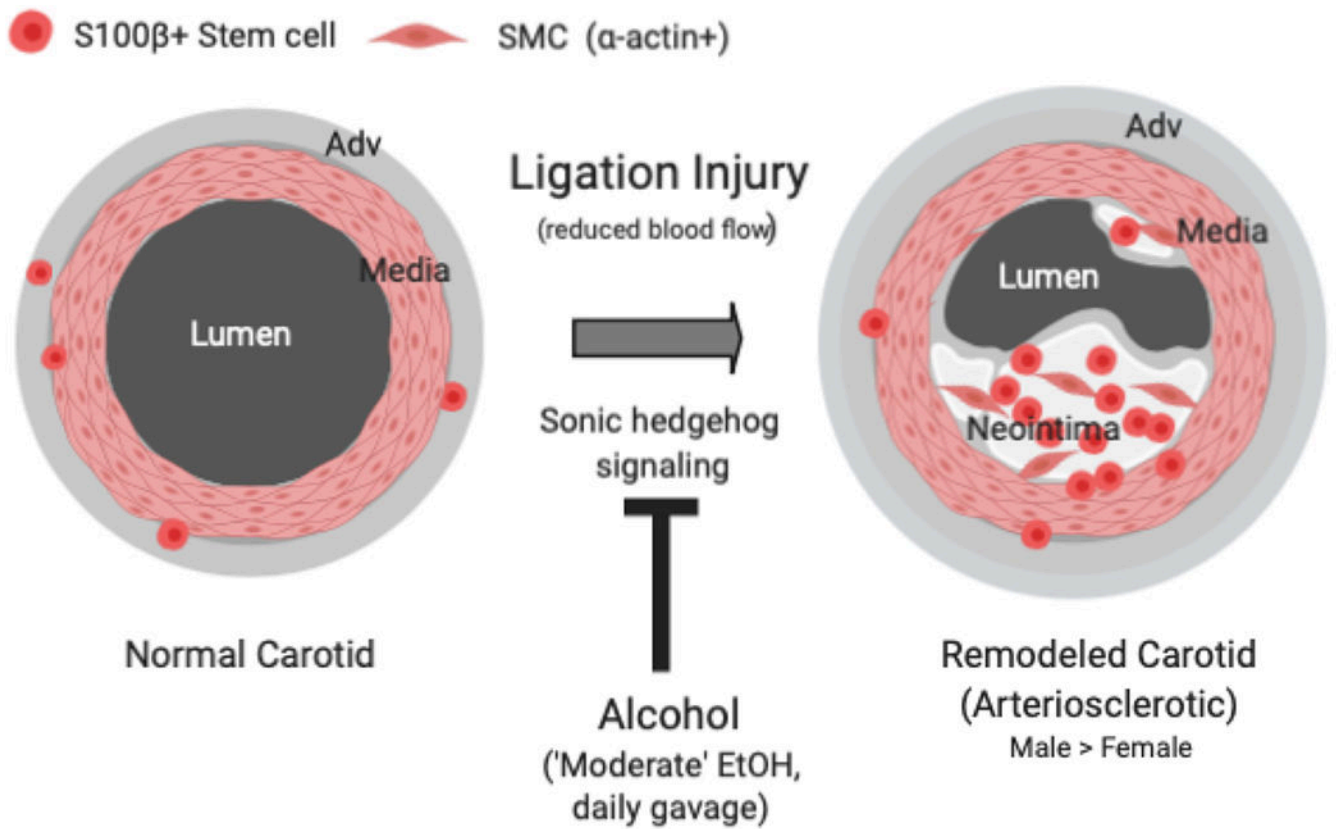 S100β+ Stem cell
SMC (α-actin+)
Adv
Media
Lumen
Normal Carotid
Ligation Injury
(reduced blood flow)
Sonic hedgehog
signaling
Alcohol
('Moderate' EtOH,
daily gavage)
Adv
Media
Lumen
Neointima
Remodeled Carotid
(Arteriosclerotic)
Male > Female